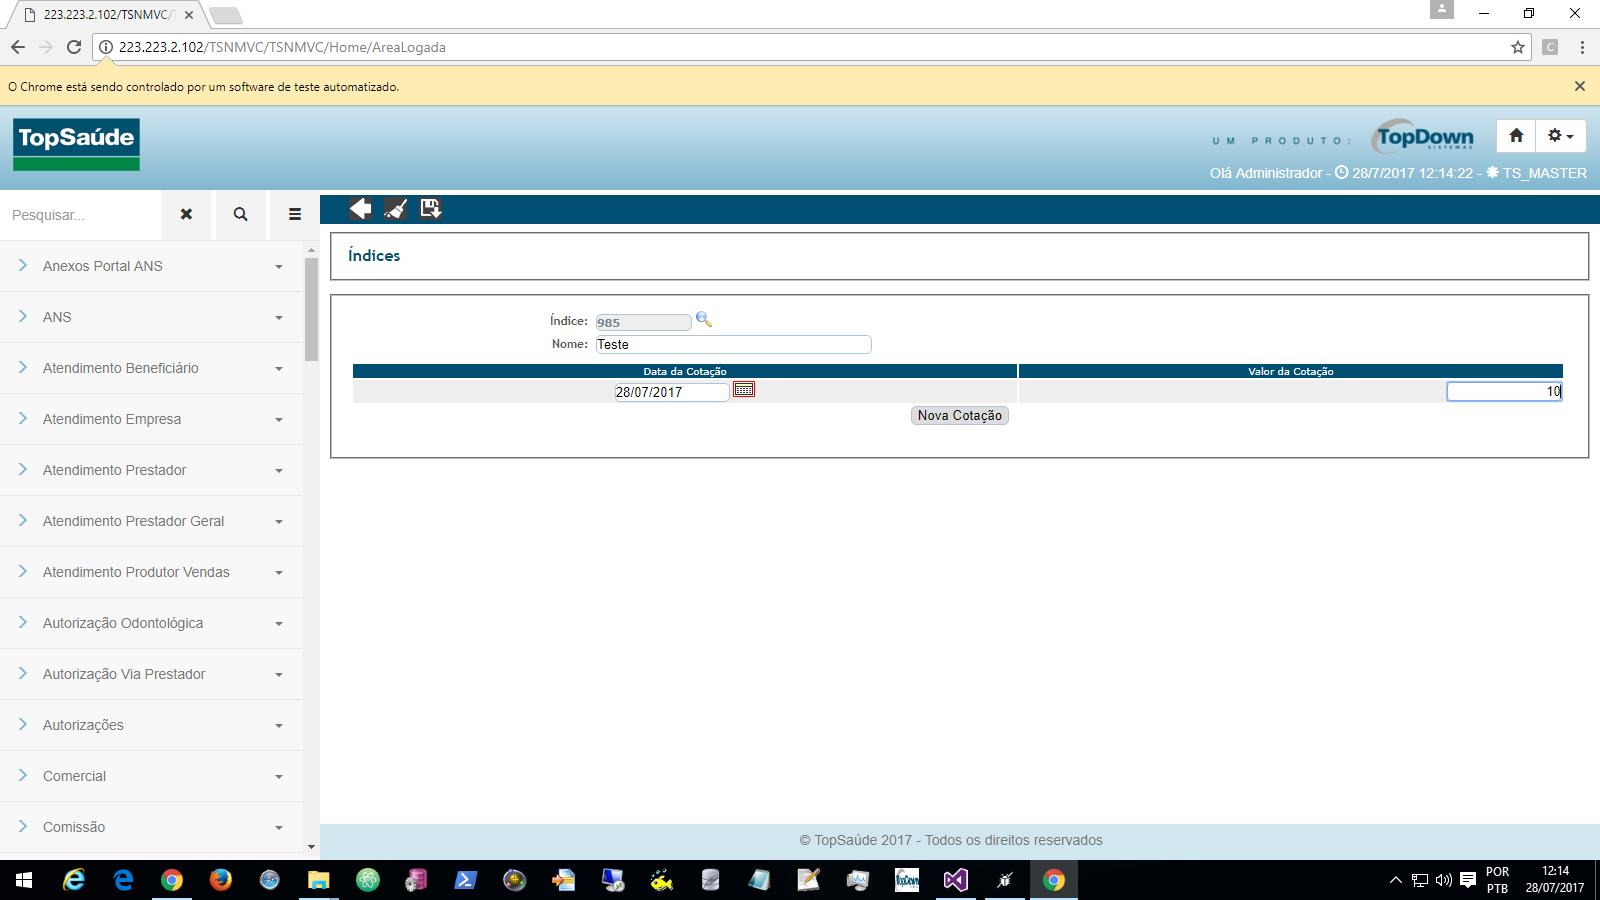 223.223.2.102/TSNMVC/
223.223.2.102/TSNMVC/TSNMVC/Home/AreaLogada
C
O Chrome está sendo controlado por um software de teste automatizado.
TopSaúde
UM PRODUTO:
TopDown
SISTEMAS
Olá Administrador - 28/7/2017 12:14:22 - TS_MASTER
Pesquisar...
Anexos Portal ANS
ANS
Atendimento Beneficiário
Atendimento Empresa
Atendimento Prestador
Atendimento Prestador Geral
Atendimento Produtor Vendas
Autorização Odontológica
Autorização Via Prestador
Autorizações
Comercial
Comissão
Índices
Índice: 985
Nome: Teste
Data da Cotação Valor da Cotação
28/07/2017 10
Nova Cotação
© TopSaúde 2017 - Todos os direitos reservados
TopDown
POR
PTB
12:14
28/07/2017